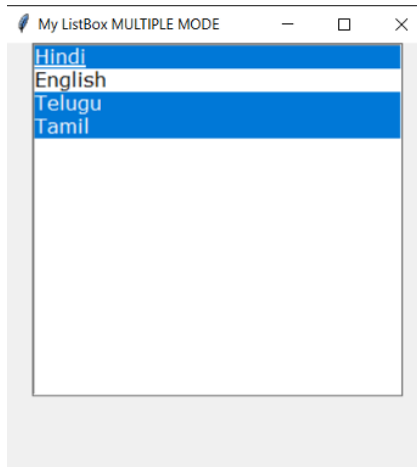 My ListBox MULTIPLE MODE
Hindi
English
Telugu
Tamil